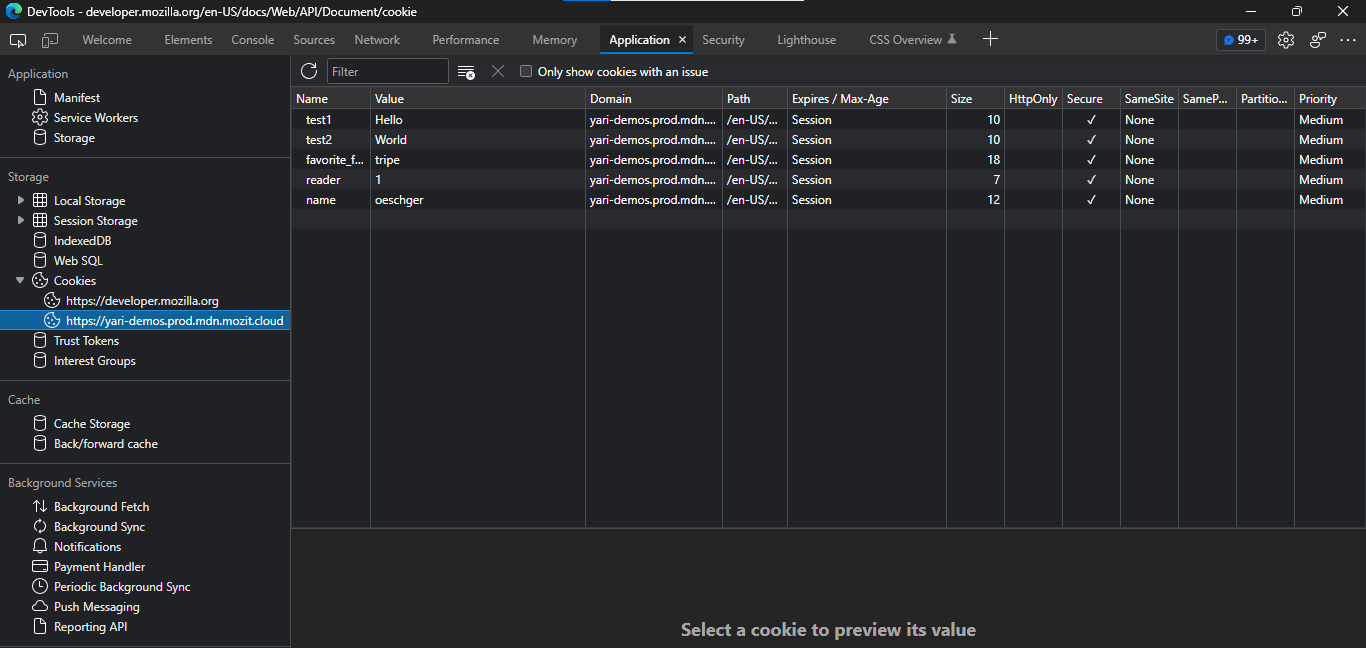 DevTools - developer.mozilla.org/en-US/docs/Web/API/Document/cookie
Welcome Elements Console Sources Network Performance Memory Application Security Lighthouse CSS Overview 99+
Application
Manifest
Service Workers
Storage
Storage
Local Storage
Session Storage
IndexedDB
Web SQL
Cookies
https://developer.mozilla.org
https://yari-demos.prod.mdn.mozit.cloud
Trust Tokens
Interest Groups
Cache
Cache Storage
Back/forward cache
Background Services
Background Fetch
Background Sync
Notifications
Payment Handler
Periodic Background Sync
Push Messaging
Reporting API
Filter Only show cookies with an issue
Name Value Domain Path Expires / Max-Age Size HttpOnly Secure SameSite SameP... Partitio... Priority
test1 Hello yari-demos.prod.mdn.... /en-US/... Session 10 ✓ None Medium
test2 World yari-demos.prod.mdn.... /en-US/... Session 10 ✓ None Medium
favorite_f... tripe yari-demos.prod.mdn.... /en-US/... Session 18 ✓ None Medium
reader 1 yari-demos.prod.mdn.... /en-US/... Session 7 ✓ None Medium
name oeschger yari-demos.prod.mdn.... /en-US/... Session 12 ✓ None Medium
Select a cookie to preview its value